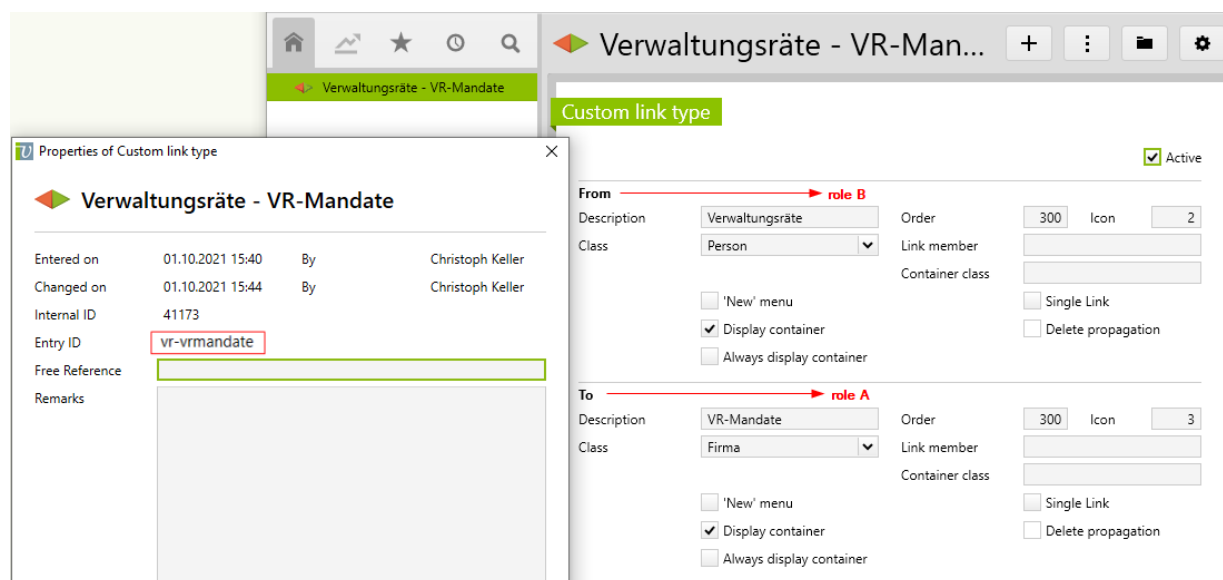 Verwaltungsräte - VR-Man...
Verwaltungsräte - VR-Mandate
Custom link type
Active
Properties of Custom link type
Verwaltungsräte - VR-Mandate
Entered on 01.10.2021 15:40 By Christoph Keller
Changed on 01.10.2021 15:44 By Christoph Keller
Internal ID 41173
Entry ID vr-vrmandate
Free Reference
Remarks
From role B
Description Verwaltungsräte Order 300 Icon 2
Class Person Link member
Container class
'New' menu Single Link
Display container Delete propagation
Always display container
To role A
Description VR-Mandate Order 300 Icon 3
Class Firma Link member
Container class
'New' menu Single Link
Display container Delete propagation
Always display container